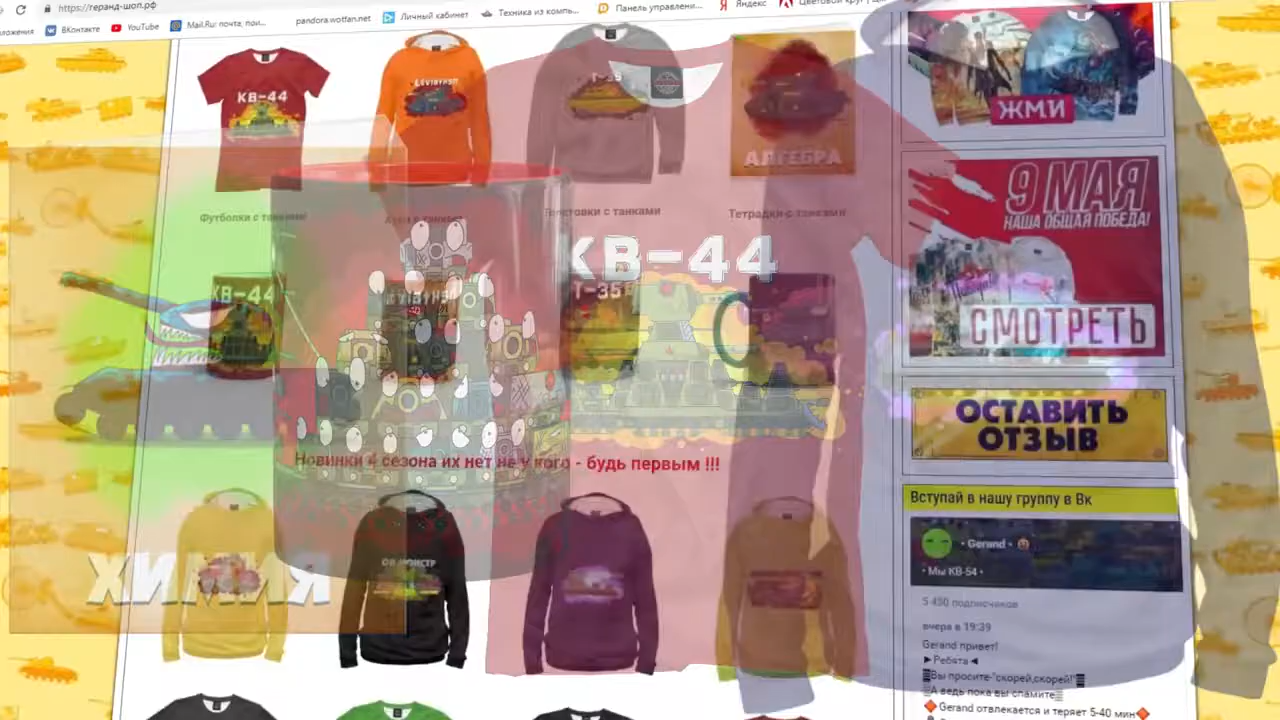 https://геранд-шоп.рф
ВКонтакте
YouTube
Mail.Ru: почта, пои...
pandora.wotfan.net
Личный кабинет
Техника из компь...
Панель управлени...
Яндекс
КВ-44
LEVIATHAN
Т-35
АЛГЕБРА
ЖМИ
Футболки с танками
Толстовки с танками
Тетрадки с танками
9 МАЯ
НАША ОБЩАЯ ПОБЕДА!
КВ-44
КВ-44
Т-35
СМОТРЕТЬ
ОСТАВИТЬ
ОТЗЫВ
Новинки 4 сезона их нет не у кого - будь первым !!!
Вступай в нашу группу в Вк
• Gerand •
• Мы КВ-54 •
ХИМИЯ
5 430 подписчиков
вчера в 19:39
Gerand привет!
►Ребята◄
Вы просите-"скорей,скорей!"
А ведь пока вы спамите
Gerand отвлекается и теряет 5-40 мин